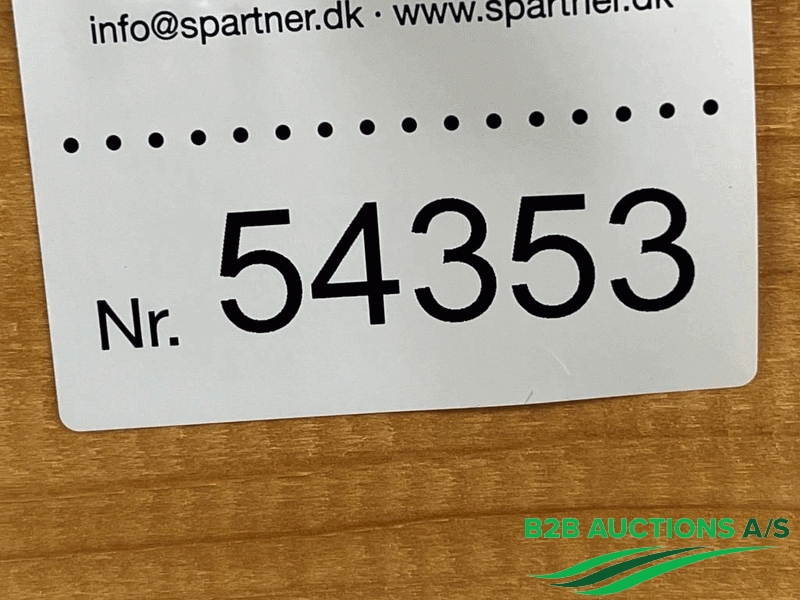 info@spartner.dk · www.spartner.dk
Nr. 54353
B2B AUCTIONS A/S